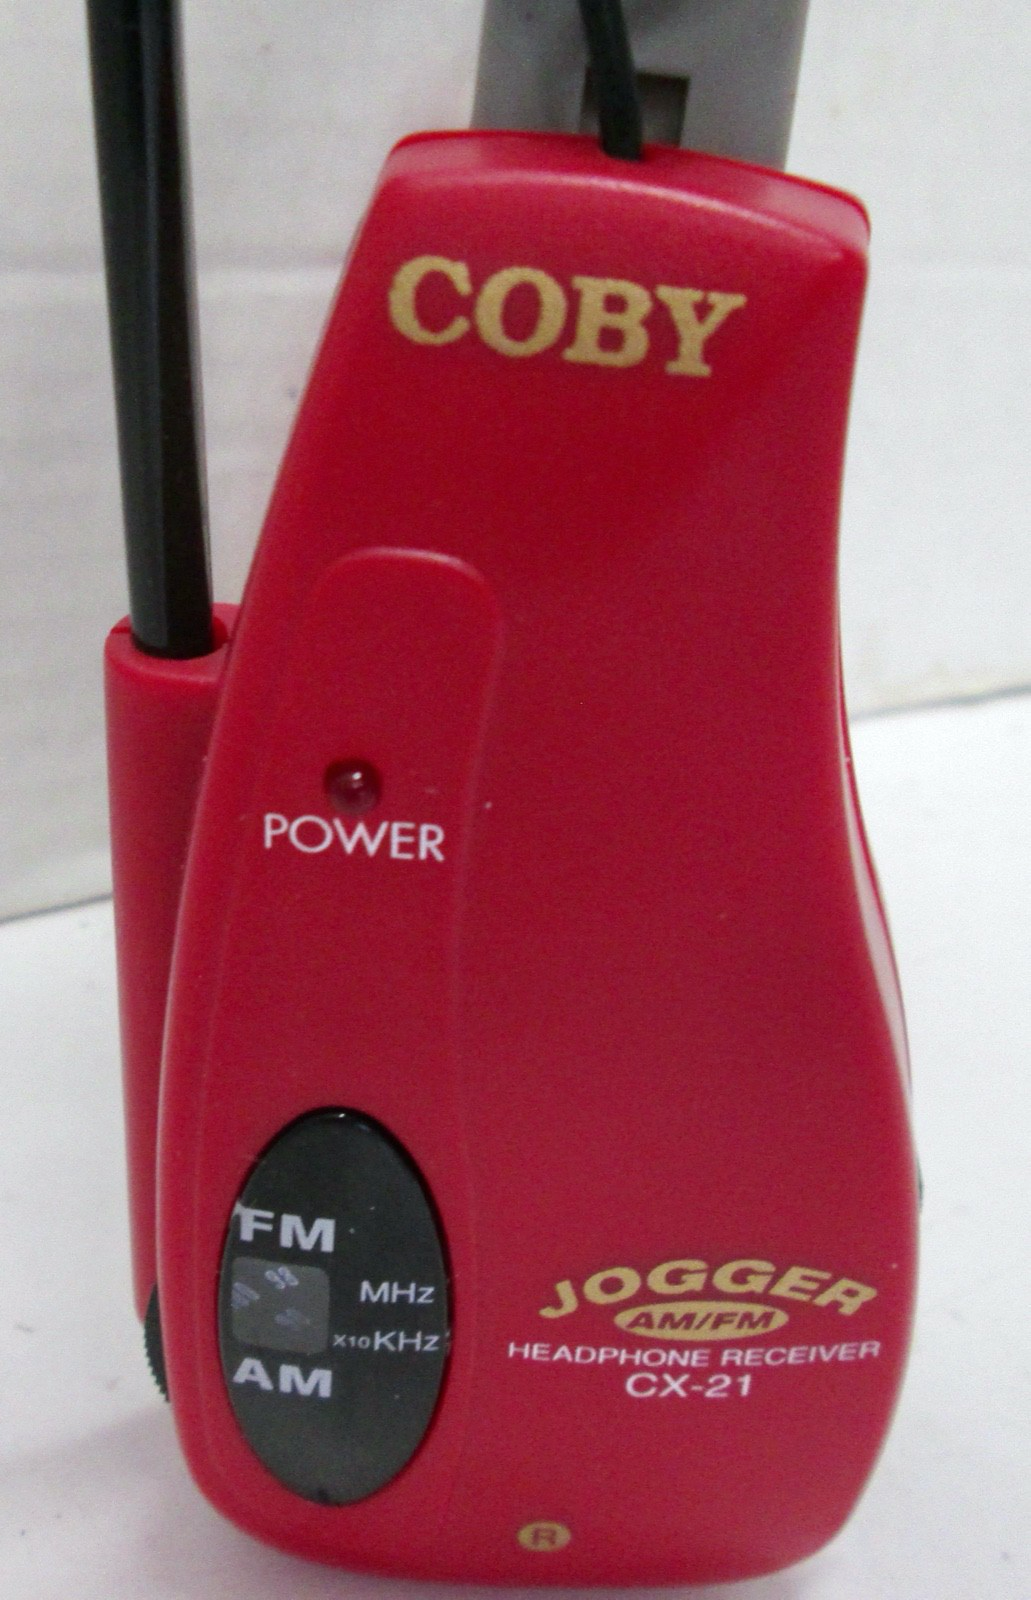 COBY
POWER
FM
MHz
X10KHz
AM
JOGGER
AM/FM
HEADPHONE RECEIVER
CX-21
R